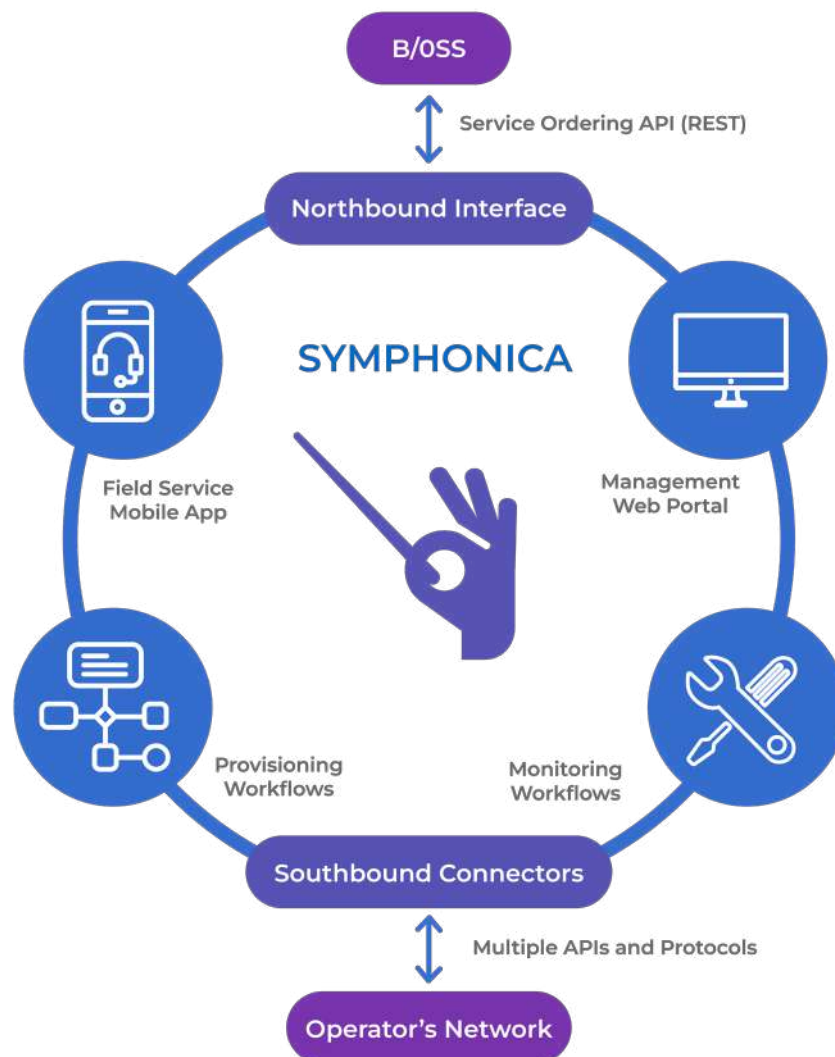 B/0SS
Service Ordering API (REST)
Northbound Interface
SYMPHONICA
Field Service
Mobile App
Management
Web Portal
Provisioning
Workflows
Monitoring
Workflows
Southbound Connectors
Multiple APIs and Protocols
Operator's Network